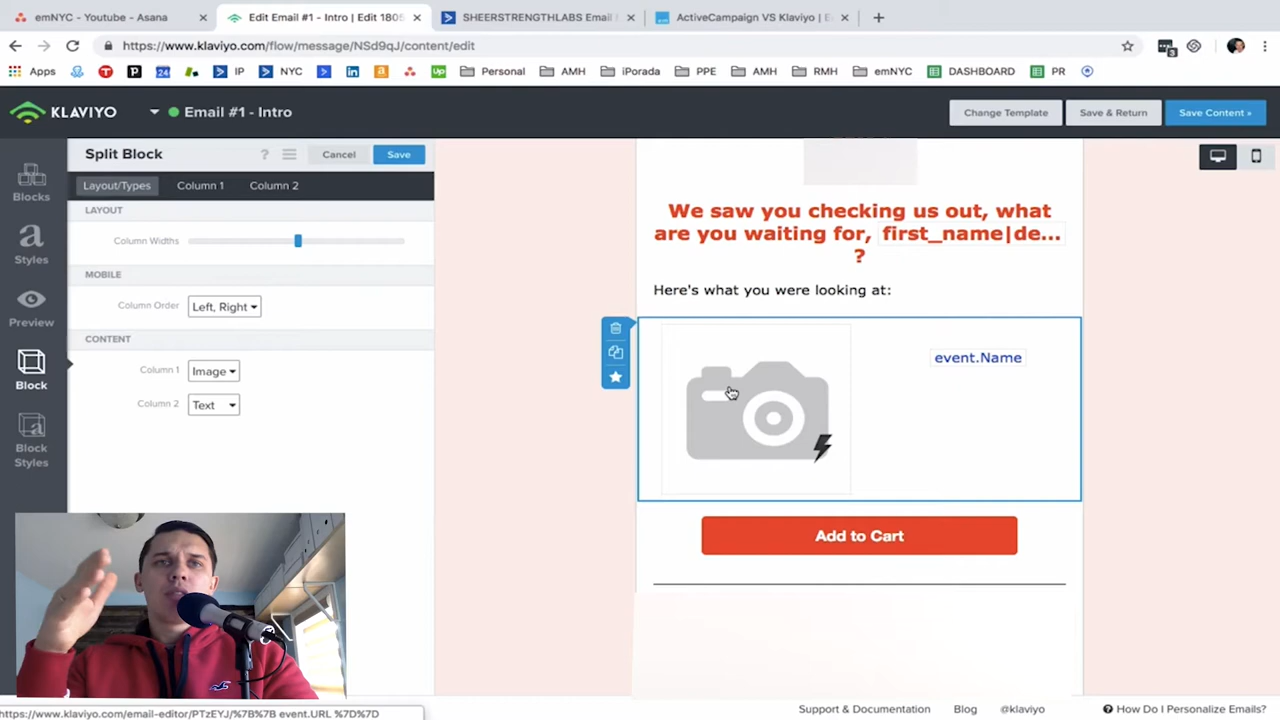 emNYC - Youtube - Asana
Edit Email #1 - Intro | Edit 1805
SHEERSTRENGTHLABS Email
ActiveCampaign VS Klaviyo | E
https://www.klaviyo.com/flow/message/NSd9qJ/content/edit
Apps
24
IP
NYC
Up
Personal
AMH
iPorada
PPE
AMH
RMH
emNYC
DASHBOARD
PR
KLAVIYO
Email #1 - Intro
Change Template
Save & Return
Save Content »
Split Block
?
Cancel
Save
Layout/Types
Column 1
Column 2
Blocks
Styles
Preview
Block
Block
Styles
LAYOUT
Column Widths
MOBILE
Column Order
Left, Right
CONTENT
Column 1
Image
Column 2
Text
We saw you checking us out, what
are you waiting for, first_name|de...
?
Here's what you were looking at:
event.Name
Add to Cart
https://www.klaviyo.com/email-editor/PTzEYJ/%7B%7B event.URL %7D%7D
Support & Documentation
Blog
@klaviyo
How Do I Personalize Emails?